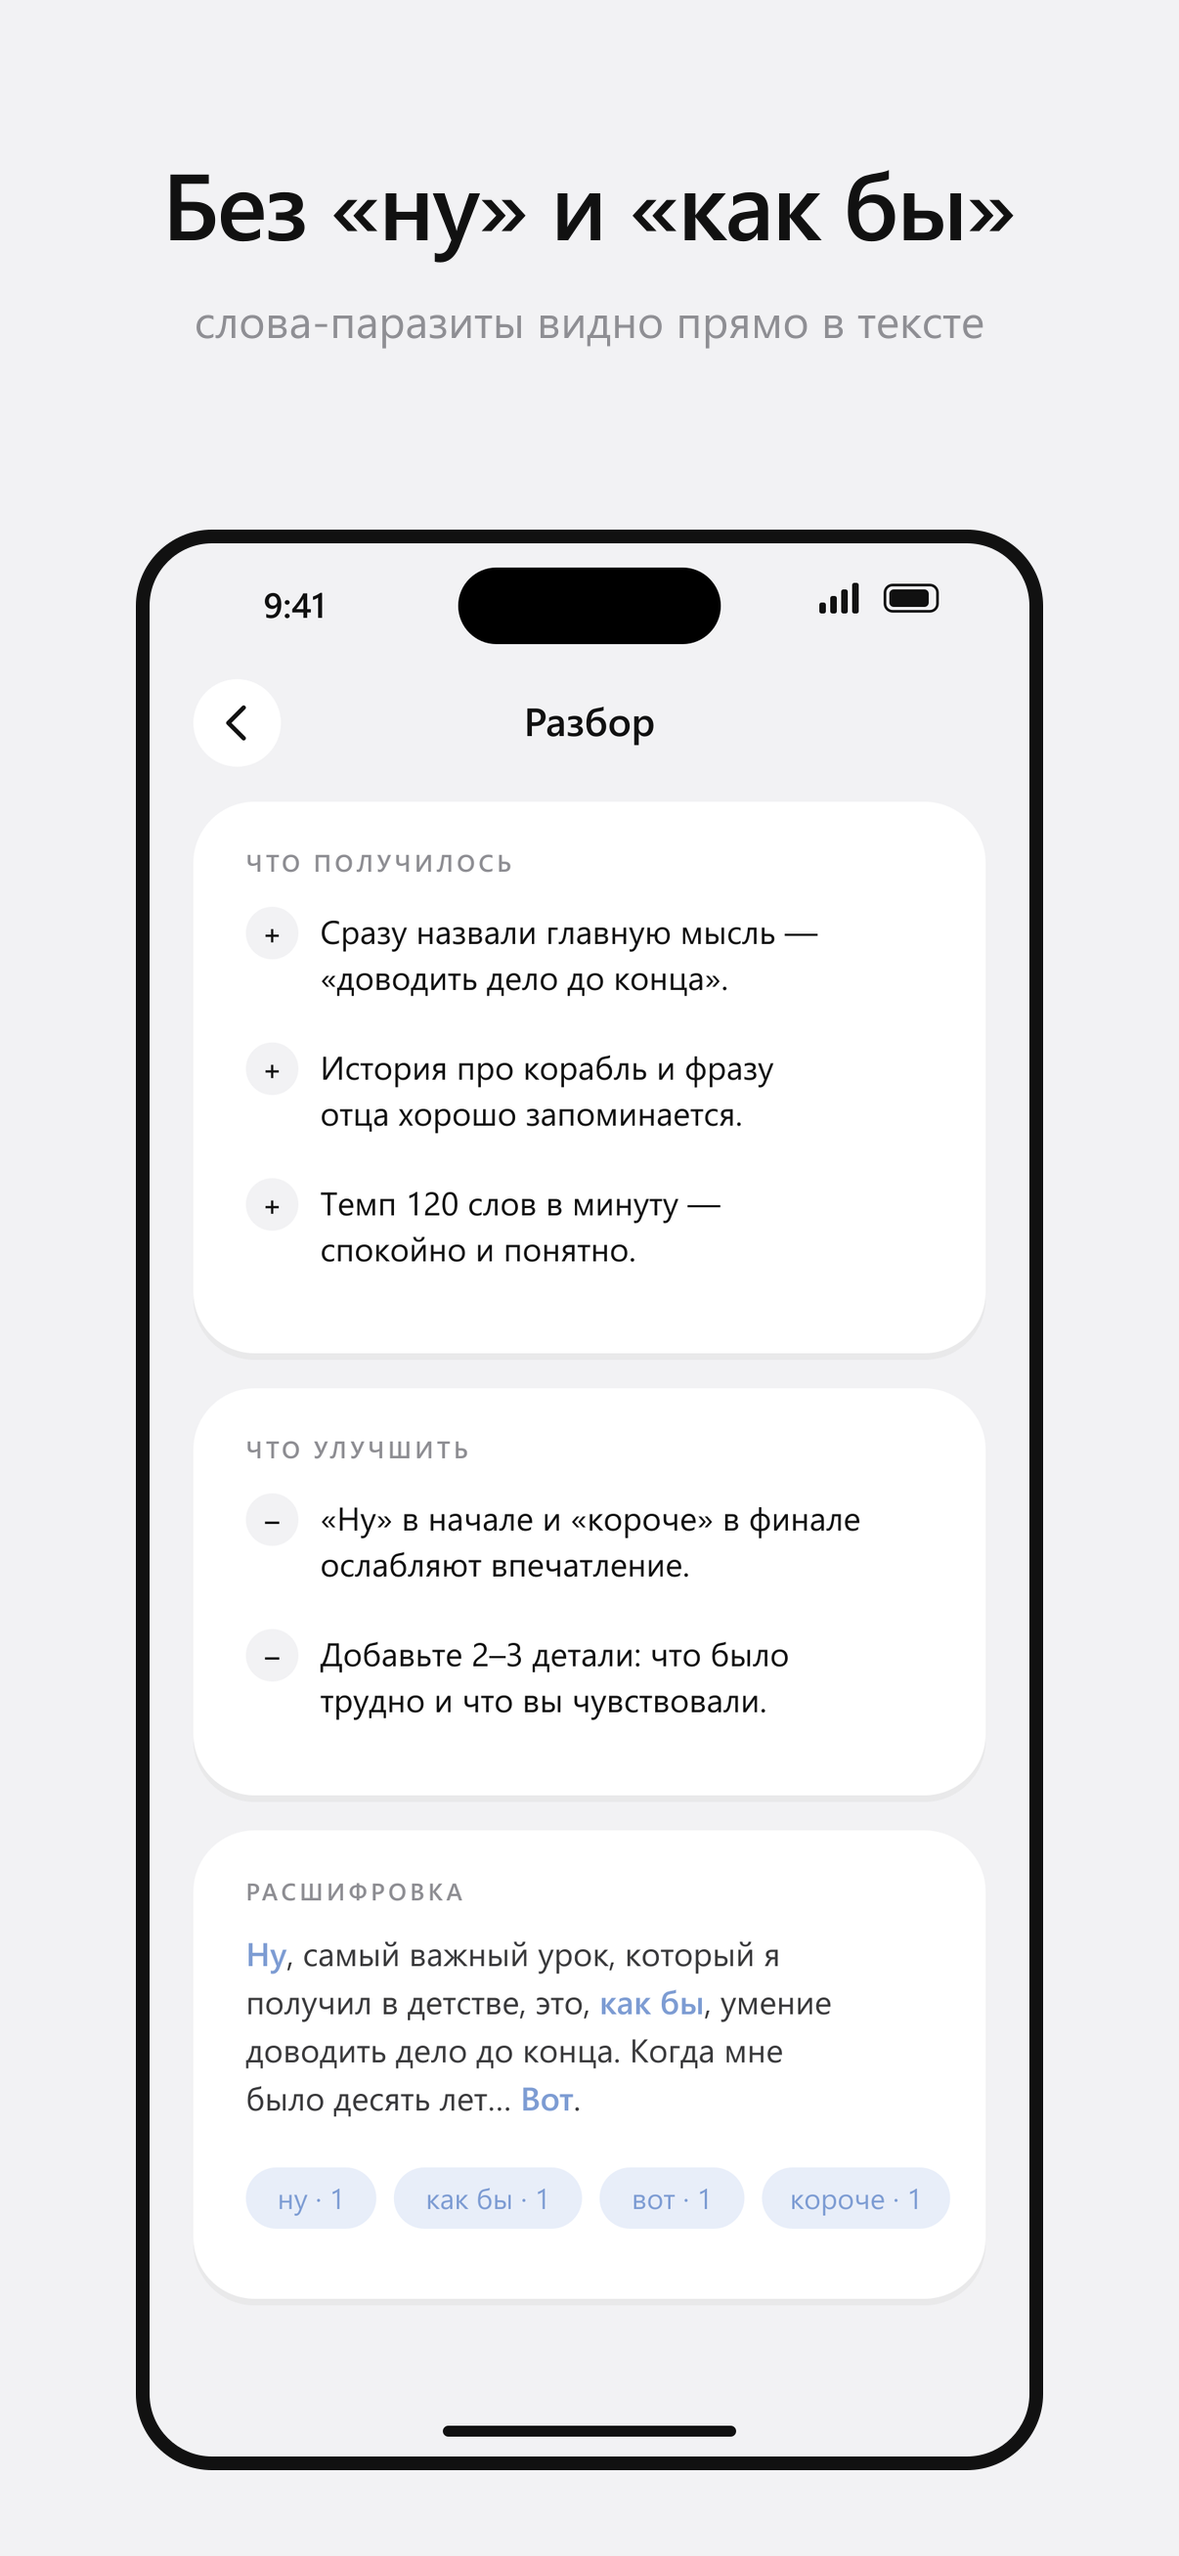 Без «ну» и «как бы»
слова-паразиты видно прямо в тексте
9:41
Разбор
ЧТО ПОЛУЧИЛОСЬ
+ Сразу назвали главную мысль —
«доводить дело до конца».
+ История про корабль и фразу
отца хорошо запоминается.
+ Темп 120 слов в минуту —
спокойно и понятно.
ЧТО УЛУЧШИТЬ
– «Ну» в начале и «короче» в финале
ослабляют впечатление.
– Добавьте 2–3 детали: что было
трудно и что вы чувствовали.
РАСШИФРОВКА
Ну, самый важный урок, который я
получил в детстве, это, как бы, умение
доводить дело до конца. Когда мне
было десять лет... Вот.
ну · 1 как бы · 1 вот · 1 короче · 1